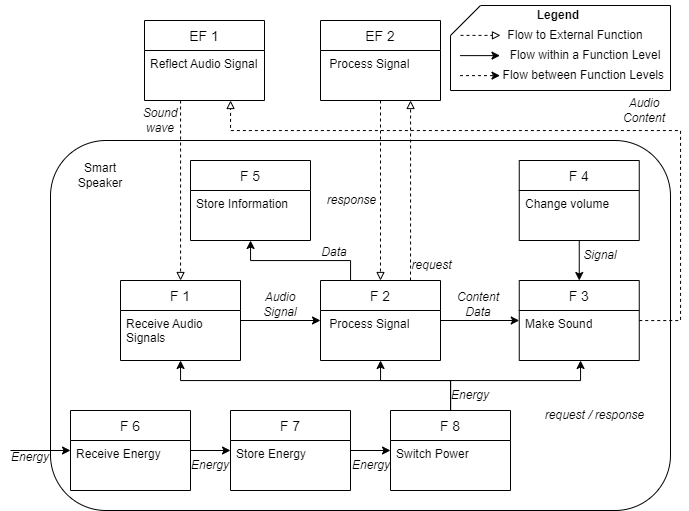 EF 1
Reflect Audio Signal
EF 2
Process Signal
Legend
Flow to External Function
Flow within a Function Level
Flow between Function Levels
Sound
wave
Audio
Content
Smart
Speaker
F 5
Store Information
response
request
F 4
Change volume
Data
Signal
F 1
Receive Audio
Signals
Audio
Signal
F 2
Process Signal
Content
Data
F 3
Make Sound
Energy
request / response
Energy
F 6
Receive Energy
Energy
F 7
Store Energy
Energy
F 8
Switch Power